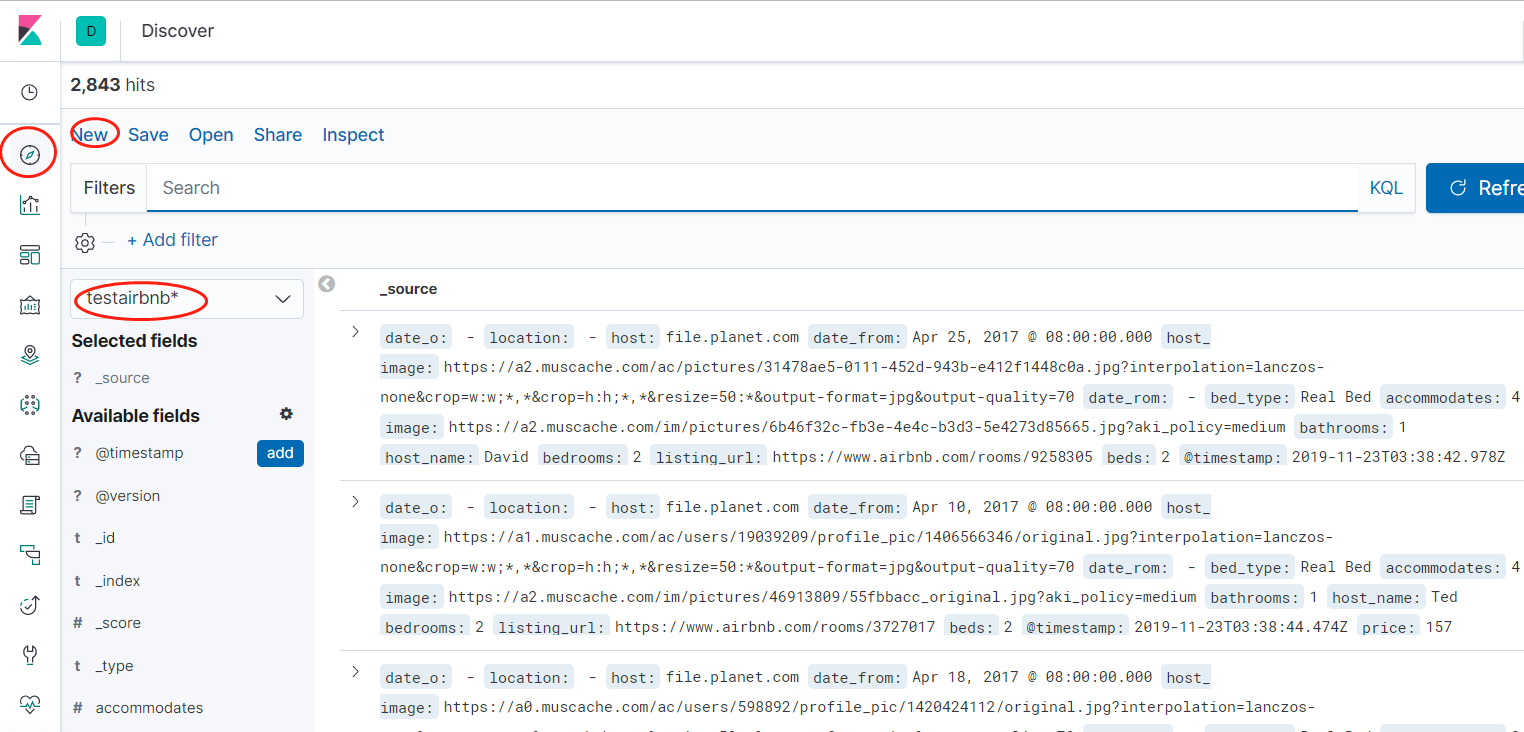 D Discover
2,843 hits
New Save Open Share Inspect
Filters Search KQL Refre
+ Add filter
testairbnb*
Selected fields
? _source
Available fields
? @timestamp add
? @version
t _id
t _index
# _score
t _type
# accommodates
_source
date_o: - location: - host: file.planet.com date_from: Apr 25, 2017 @ 08:00:00.000 host_
image: https://a2.muscache.com/ac/pictures/31478ae5-0111-452d-943b-e412f1448c0a.jpg?interpolation=lanczos-
none&crop=w:w;*,*&crop=h:h;*,*&resize=50:*&output-format=jpg&output-quality=70 date_rom: - bed_type: Real Bed accommodates: 4
image: https://a2.muscache.com/im/pictures/6b46f32c-fb3e-4e4c-b3d3-5e4273d85665.jpg?aki_policy=medium bathrooms: 1
host_name: David bedrooms: 2 listing_url: https://www.airbnb.com/rooms/9258305 beds: 2 @timestamp: 2019-11-23T03:38:42.978Z
date_o: - location: - host: file.planet.com date_from: Apr 10, 2017 @ 08:00:00.000 host_
image: https://a1.muscache.com/ac/users/19039209/profile_pic/1406566346/original.jpg?interpolation=lanczos-
none&crop=w:w;*,*&crop=h:h;*,*&resize=50:*&output-format=jpg&output-quality=70 date_rom: - bed_type: Real Bed accommodates: 4
image: https://a2.muscache.com/im/pictures/46913809/55fbbacc_original.jpg?aki_policy=medium bathrooms: 1 host_name: Ted
bedrooms: 2 listing_url: https://www.airbnb.com/rooms/3727017 beds: 2 @timestamp: 2019-11-23T03:38:44.474Z price: 157
date_o: - location: - host: file.planet.com date_from: Apr 18, 2017 @ 08:00:00.000 host_
image: https://a0.muscache.com/ac/users/598892/profile_pic/1420424112/original.jpg?interpolation=lanczos-